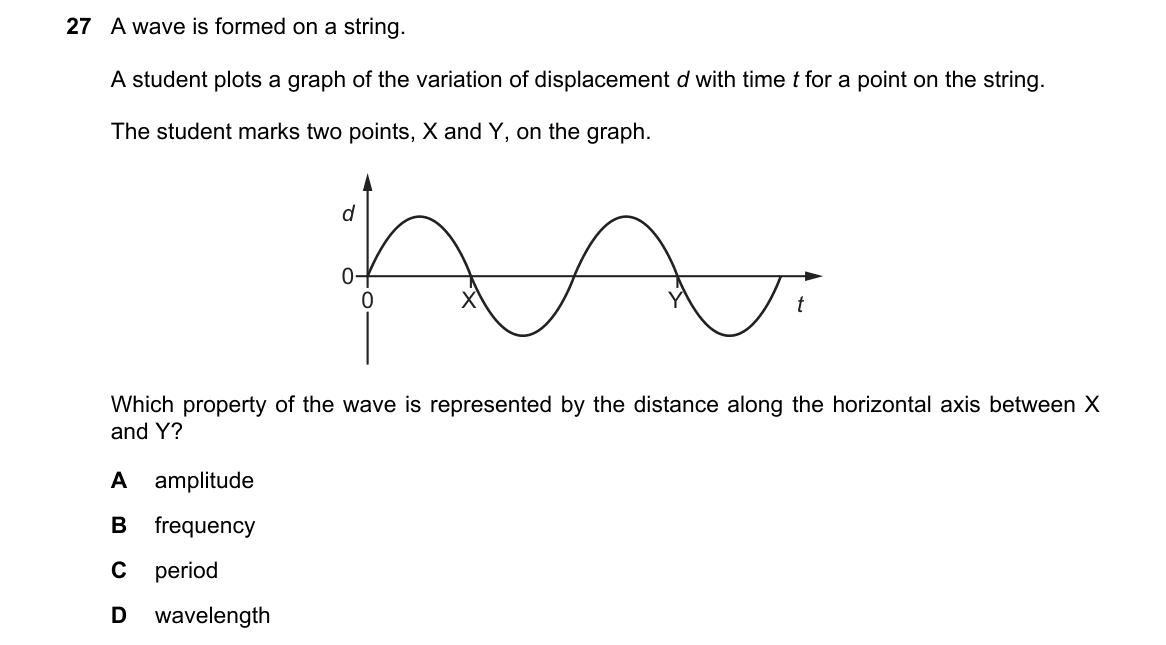 27 A wave is formed on a string.
A student plots a graph of the variation of displacement d with time t for a point on the string.
The student marks two points, X and Y, on the graph.
d
0
0
X
Y
t
Which property of the wave is represented by the distance along the horizontal axis between X
and Y?
A amplitude
B frequency
C period
D wavelength